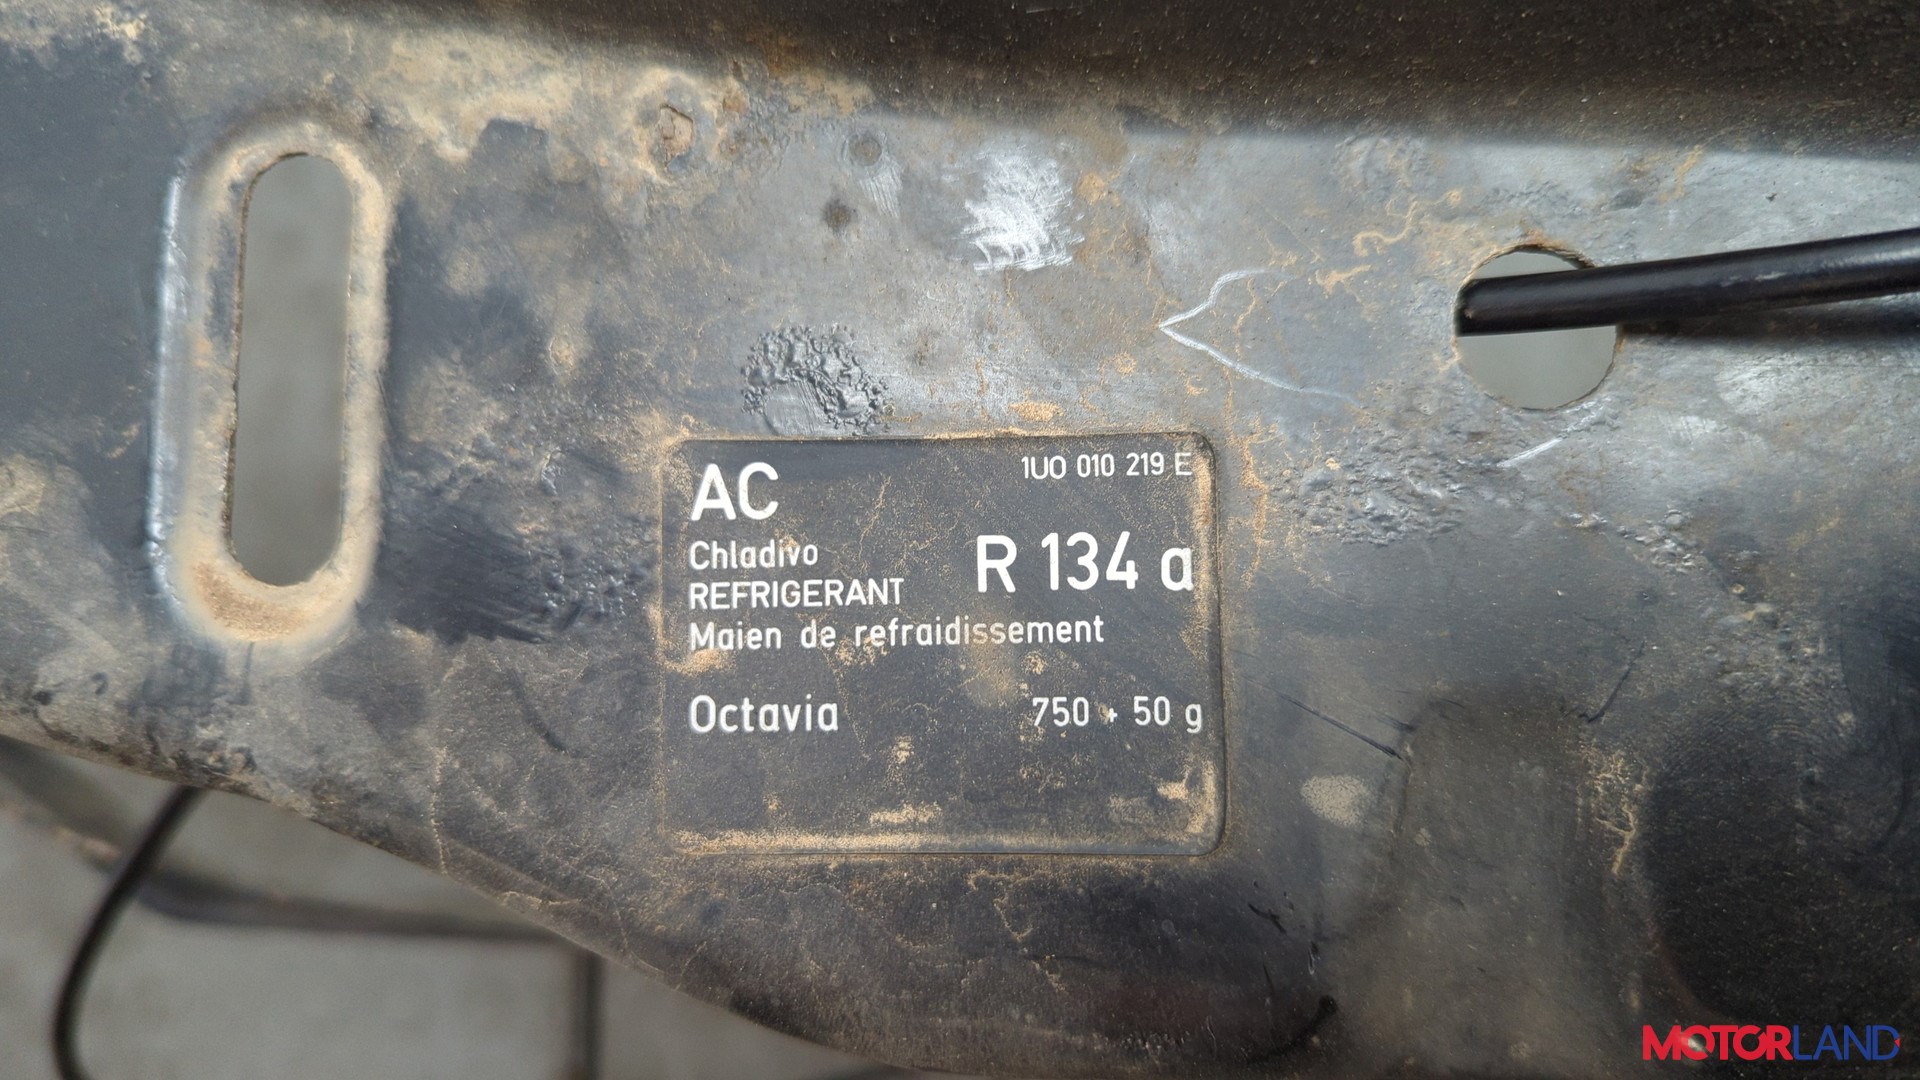 AC
1U0 010 219 E
Chladivo
R 134 a
REFRIGERANT
Maien de refraidissement
Octavia 750 + 50 g
MOTORLAND